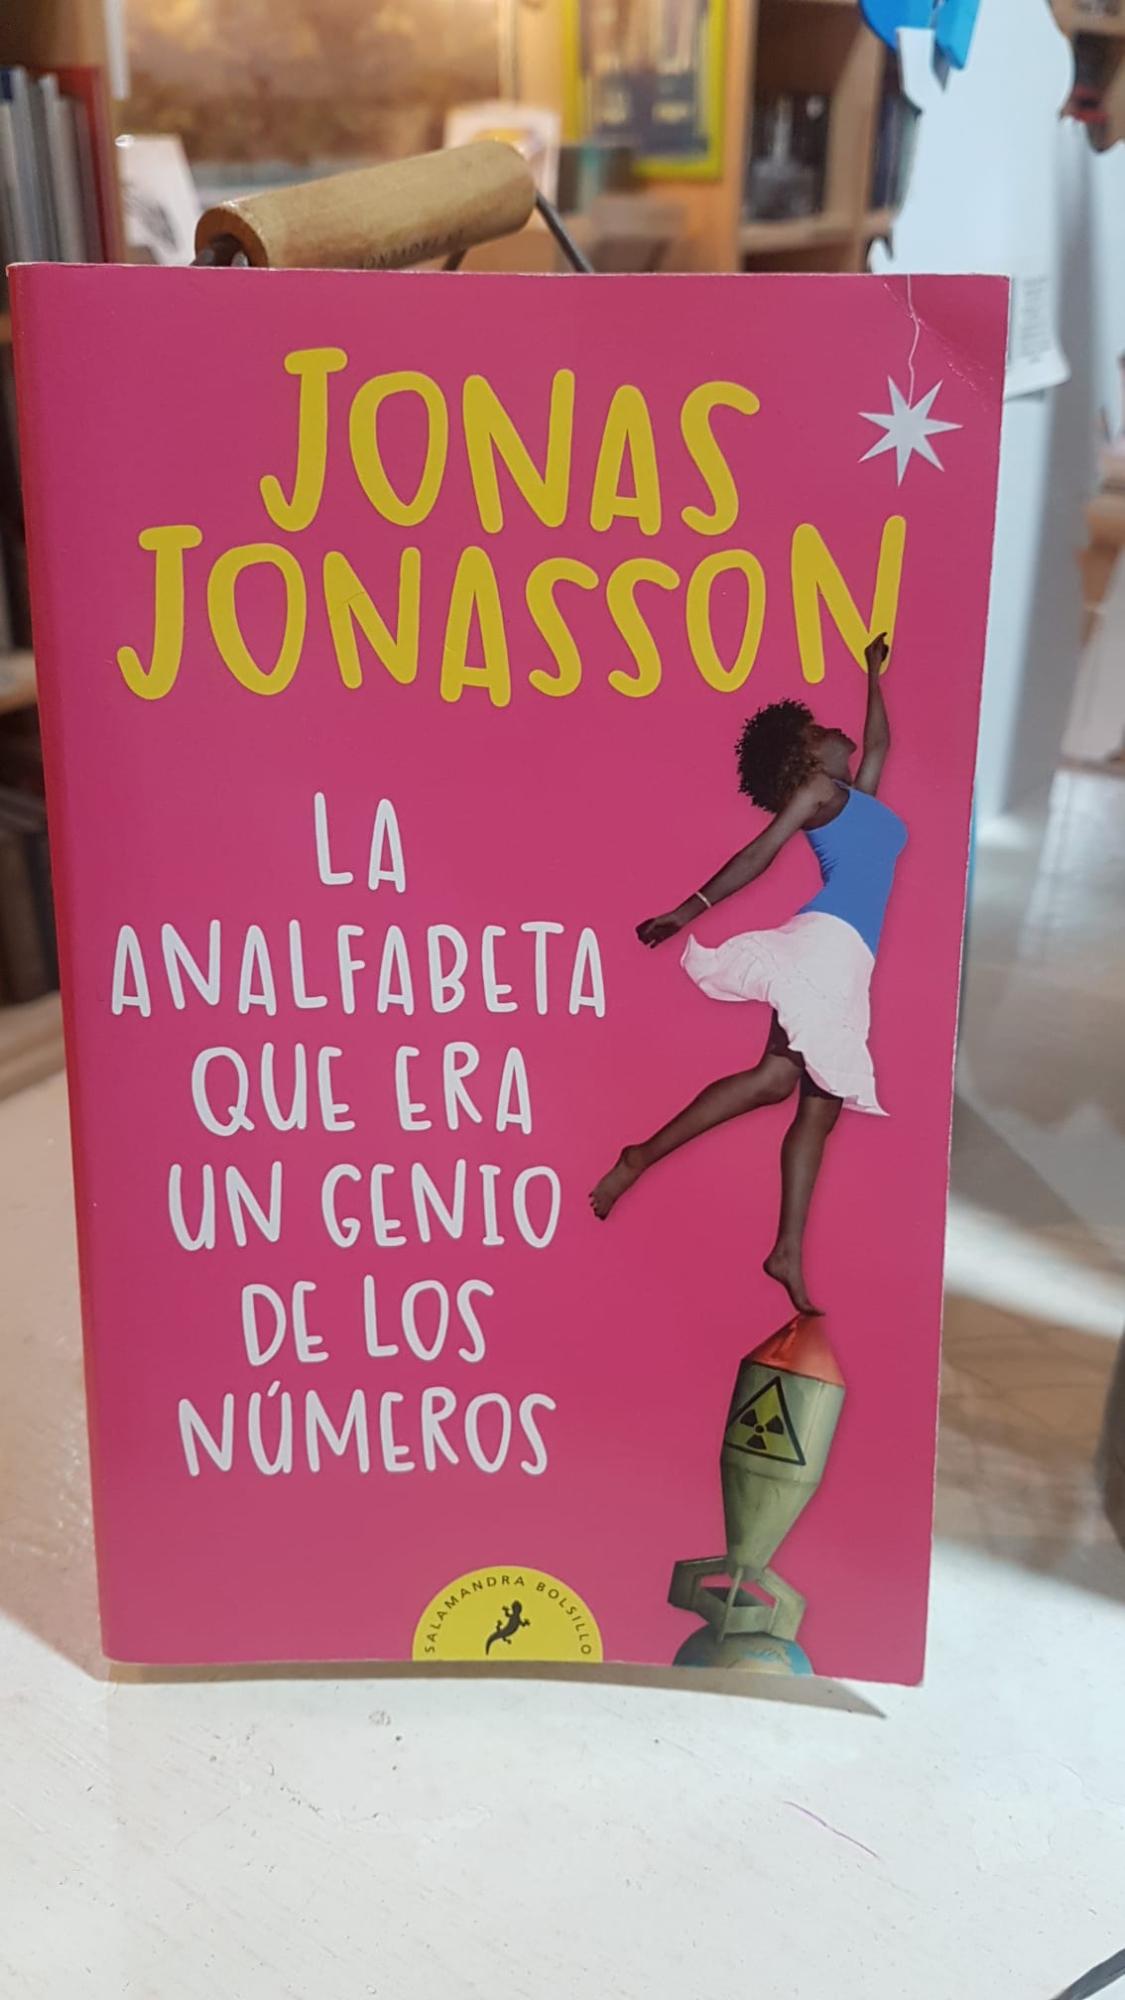 JONAS
JONASSON
LA
ANALFABETA
QUE ERA
UN GENIO
DE LOS
NÚMEROS
SALAMANDRA BOLSILLO